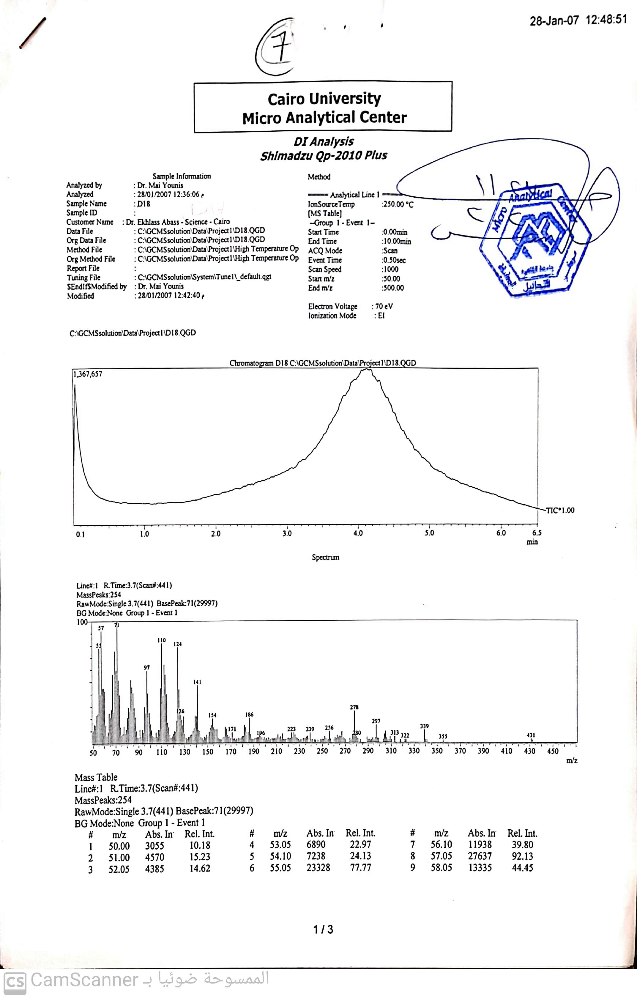 28-Jan-07 12:48:51
7
Cairo University
Micro Analytical Center
DI Analysis
Shimadzu Qp-2010 Plus
Sample Information
Analyzed by : Dr. Mai Younis
Analyzed : 28/01/2007 12:36:06 م
Sample Name : D18
Sample ID :
Customer Name : Dr. Ekhlass Abass - Science - Cairo
Data File : C:\GCMSsolution\Data\Project1\D18.QGD
Org Data File : C:\GCMSsolution\Data\Project1\D18.QGD
Method File : C:\GCMSsolution\Data\Project1\High Temperature Op
Org Method File : C:\GCMSsolution\Data\Project1\High Temperature Op
Report File :
Tuning File : C:\GCMSsolution\System\Tune1\_default.qgt
$EndIf$Modified by : Dr. Mai Younis
Modified : 28/01/2007 12:42:40 م
Method
Analytical Line 1
IonSourceTemp :250.00 °C
[MS Table]
--Group 1 - Event 1--
Start Time :0.00min
End Time :10.00min
ACQ Mode :Scan
Event Time :0.50sec
Scan Speed :1000
Start m/z :50.00
End m/z :500.00
Electron Voltage : 70 eV
Ionization Mode : EI
Micro Analytical Center
جامعة القاهرة
للتحاليل
C:\GCMSsolution\Data\Project1\D18.QGD
Chromatogram D18 C:\GCMSsolution\Data\Project1\D18.QGD
1,367,657
TIC*1.00
0.1 1.0 2.0 3.0 4.0 5.0 6.0 6.5
min
Spectrum
Line#:1 R.Time:3.7(Scan#:441)
MassPeaks:254
RawMode:Single 3.7(441) BasePeak:71(29997)
BG Mode:None Group 1 - Event 1
100
55 57 71 97 110 124 126 141 154 171 186 196 223 239 256 278 280 297 313 322 339 355 431
50 70 90 110 130 150 170 190 210 230 250 270 290 310 330 350 370 390 410 430 450
m/z
Mass Table
Line#:1 R.Time:3.7(Scan#:441)
MassPeaks:254
RawMode:Single 3.7(441) BasePeak:71(29997)
BG Mode:None Group 1 - Event 1
# m/z Abs. In Rel. Int. # m/z Abs. In Rel. Int. # m/z Abs. In Rel. Int.
1 50.00 3055 10.18 4 53.05 6890 22.97 7 56.10 11938 39.80
2 51.00 4570 15.23 5 54.10 7238 24.13 8 57.05 27637 92.13
3 52.05 4385 14.62 6 55.05 23328 77.77 9 58.05 13335 44.45
1 / 3
CS CamScanner الممسوحة ضوئيا بـ